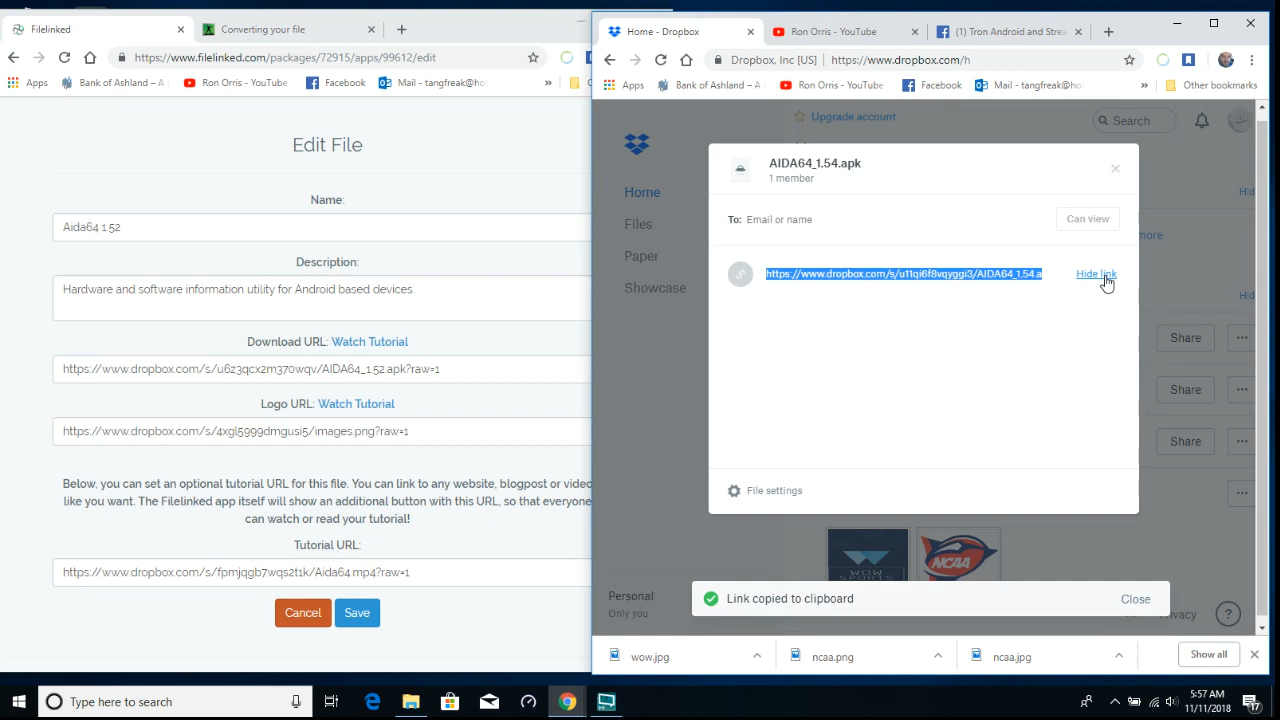 Filelinked
Converting your file
https://www.filelinked.com/packages/72915/apps/99612/edit
Apps
Bank of Ashland – A
Ron Orris - YouTube
Facebook
Mail - tangfreak@ho
»
Edit File
Name:
Aida64 1.52
Description:
Hardware and software information utility for Android based devices.
Download URL: Watch Tutorial
https://www.dropbox.com/s/u6z3qcx2m37owqv/AIDA64_1.52.apk?raw=1
Logo URL: Watch Tutorial
https://www.dropbox.com/s/4xgl5999dmgusi5/images.png?raw=1
Below, you can set an optional tutorial URL for this file. You can link to any website, blogpost or video
like you want. The Filelinked app itself will show an additional button with this URL, so that everyone
can watch or read your tutorial!
Tutorial URL:
https://www.dropbox.com/s/fpmjqgb7wqs2t1k/Aida64.mp4?raw=1
Cancel
Save
Home - Dropbox
Ron Orris - YouTube
(1) Tron Android and Strea
Dropbox, Inc [US]
https://www.dropbox.com/h
Apps
Bank of Ashland – A
Ron Orris - YouTube
Facebook
Mail - tangfreak@ho
»
Other bookmarks
Upgrade account
Search
Home
Files
Paper
Showcase
Hid
more
Hid
Share
Share
Share
AIDA64_1.54.apk
1 member
To: Email or name
Can view
https://www.dropbox.com/s/u11qi6f8vqyggi3/AIDA64_1.54.a
Hide link
File settings
WOW
SPORTS
NCAA
Personal
Only you
Link copied to clipboard
Close
Privacy
?
wow.jpg
ncaa.png
ncaa.jpg
Show all
Type here to search
5:57 AM
11/11/2018
17